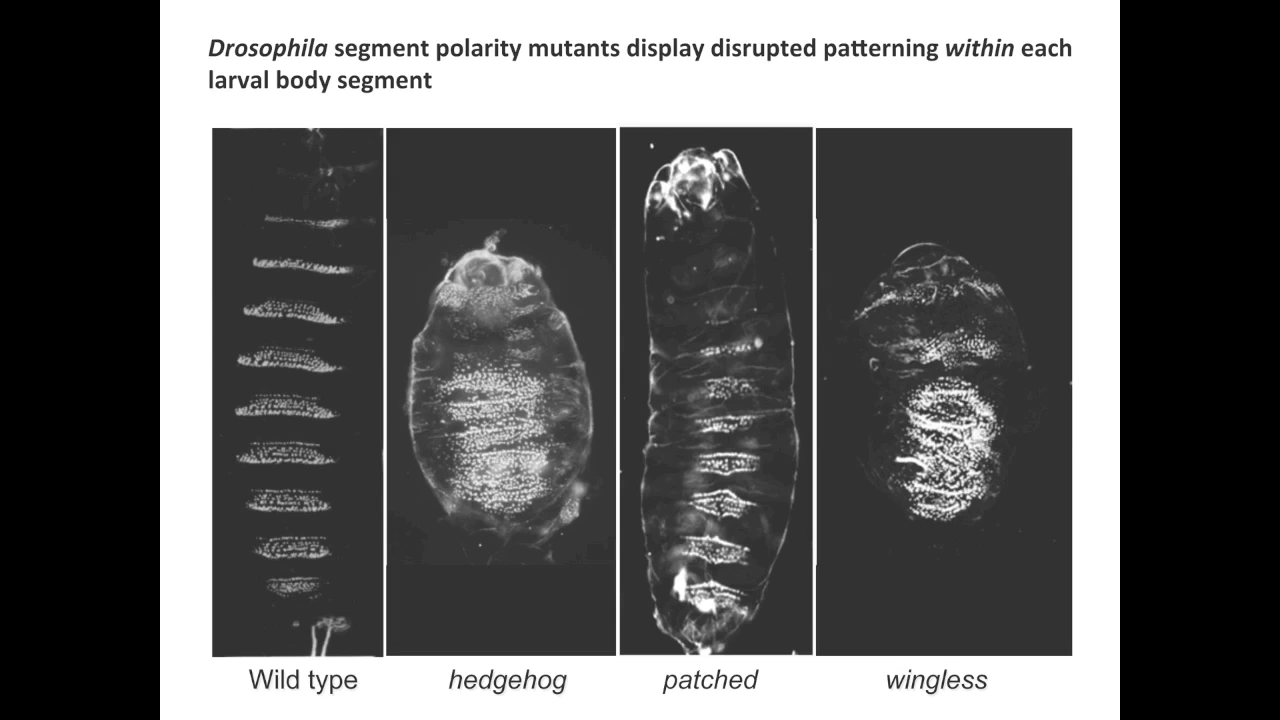 Drosophila segment polarity mutants display disrupted patterning within each
larval body segment
Wild type
hedgehog
patched
wingless